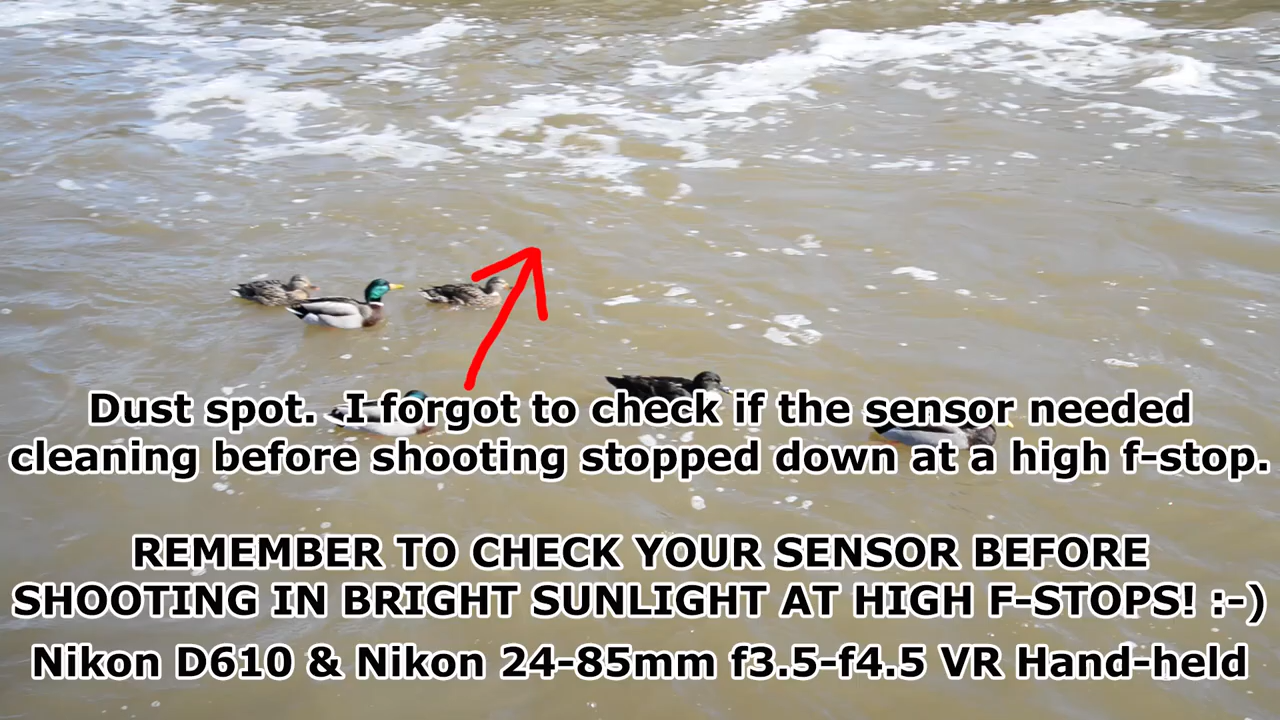 Dust spot.  I forgot to check if the sensor needed
cleaning before shooting stopped down at a high f-stop.
REMEMBER TO CHECK YOUR SENSOR BEFORE
SHOOTING IN BRIGHT SUNLIGHT AT HIGH F-STOPS! :-)
Nikon D610 & Nikon 24-85mm f3.5-f4.5 VR Hand-held